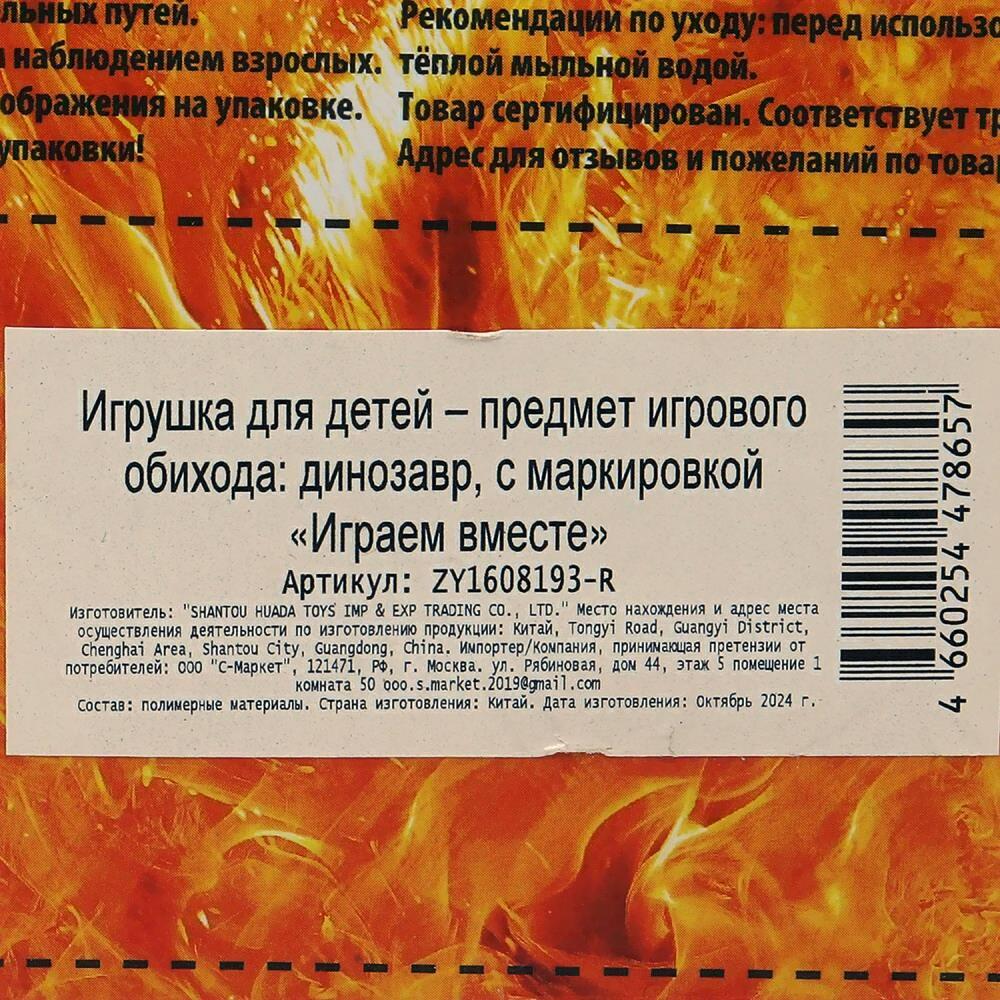 льных путей.
наблюдением взрослых.
ображения на упаковке.
упаковки!
Рекомендации по уходу: перед использо
тёплой мыльной водой.
Товар сертифицирован. Соответствует тр
Адрес для отзывов и пожеланий по товар
Игрушка для детей – предмет игрового
обихода: динозавр, с маркировкой
«Играем вместе»
Артикул: ZY1608193-R
Изготовитель: "SHANTOU HUADA TOYS IMP & EXP TRADING CO., LTD." Место нахождения и адрес места
осуществления деятельности по изготовлению продукции: Китай, Tongyi Road, Guangyi District,
Chenghai Area, Shantou City, Guangdong, China. Импортер/Компания, принимающая претензии от
потребителей: ООО "С-Маркет", 121471, РФ, г. Москва. ул. Рябиновая, дом 44, этаж 5 помещение 1
комната 50 ooo.s.market.2019@gmail.com
Состав: полимерные материалы. Страна изготовления: Китай. Дата изготовления: Октябрь 2024 г.
4 660254 478657